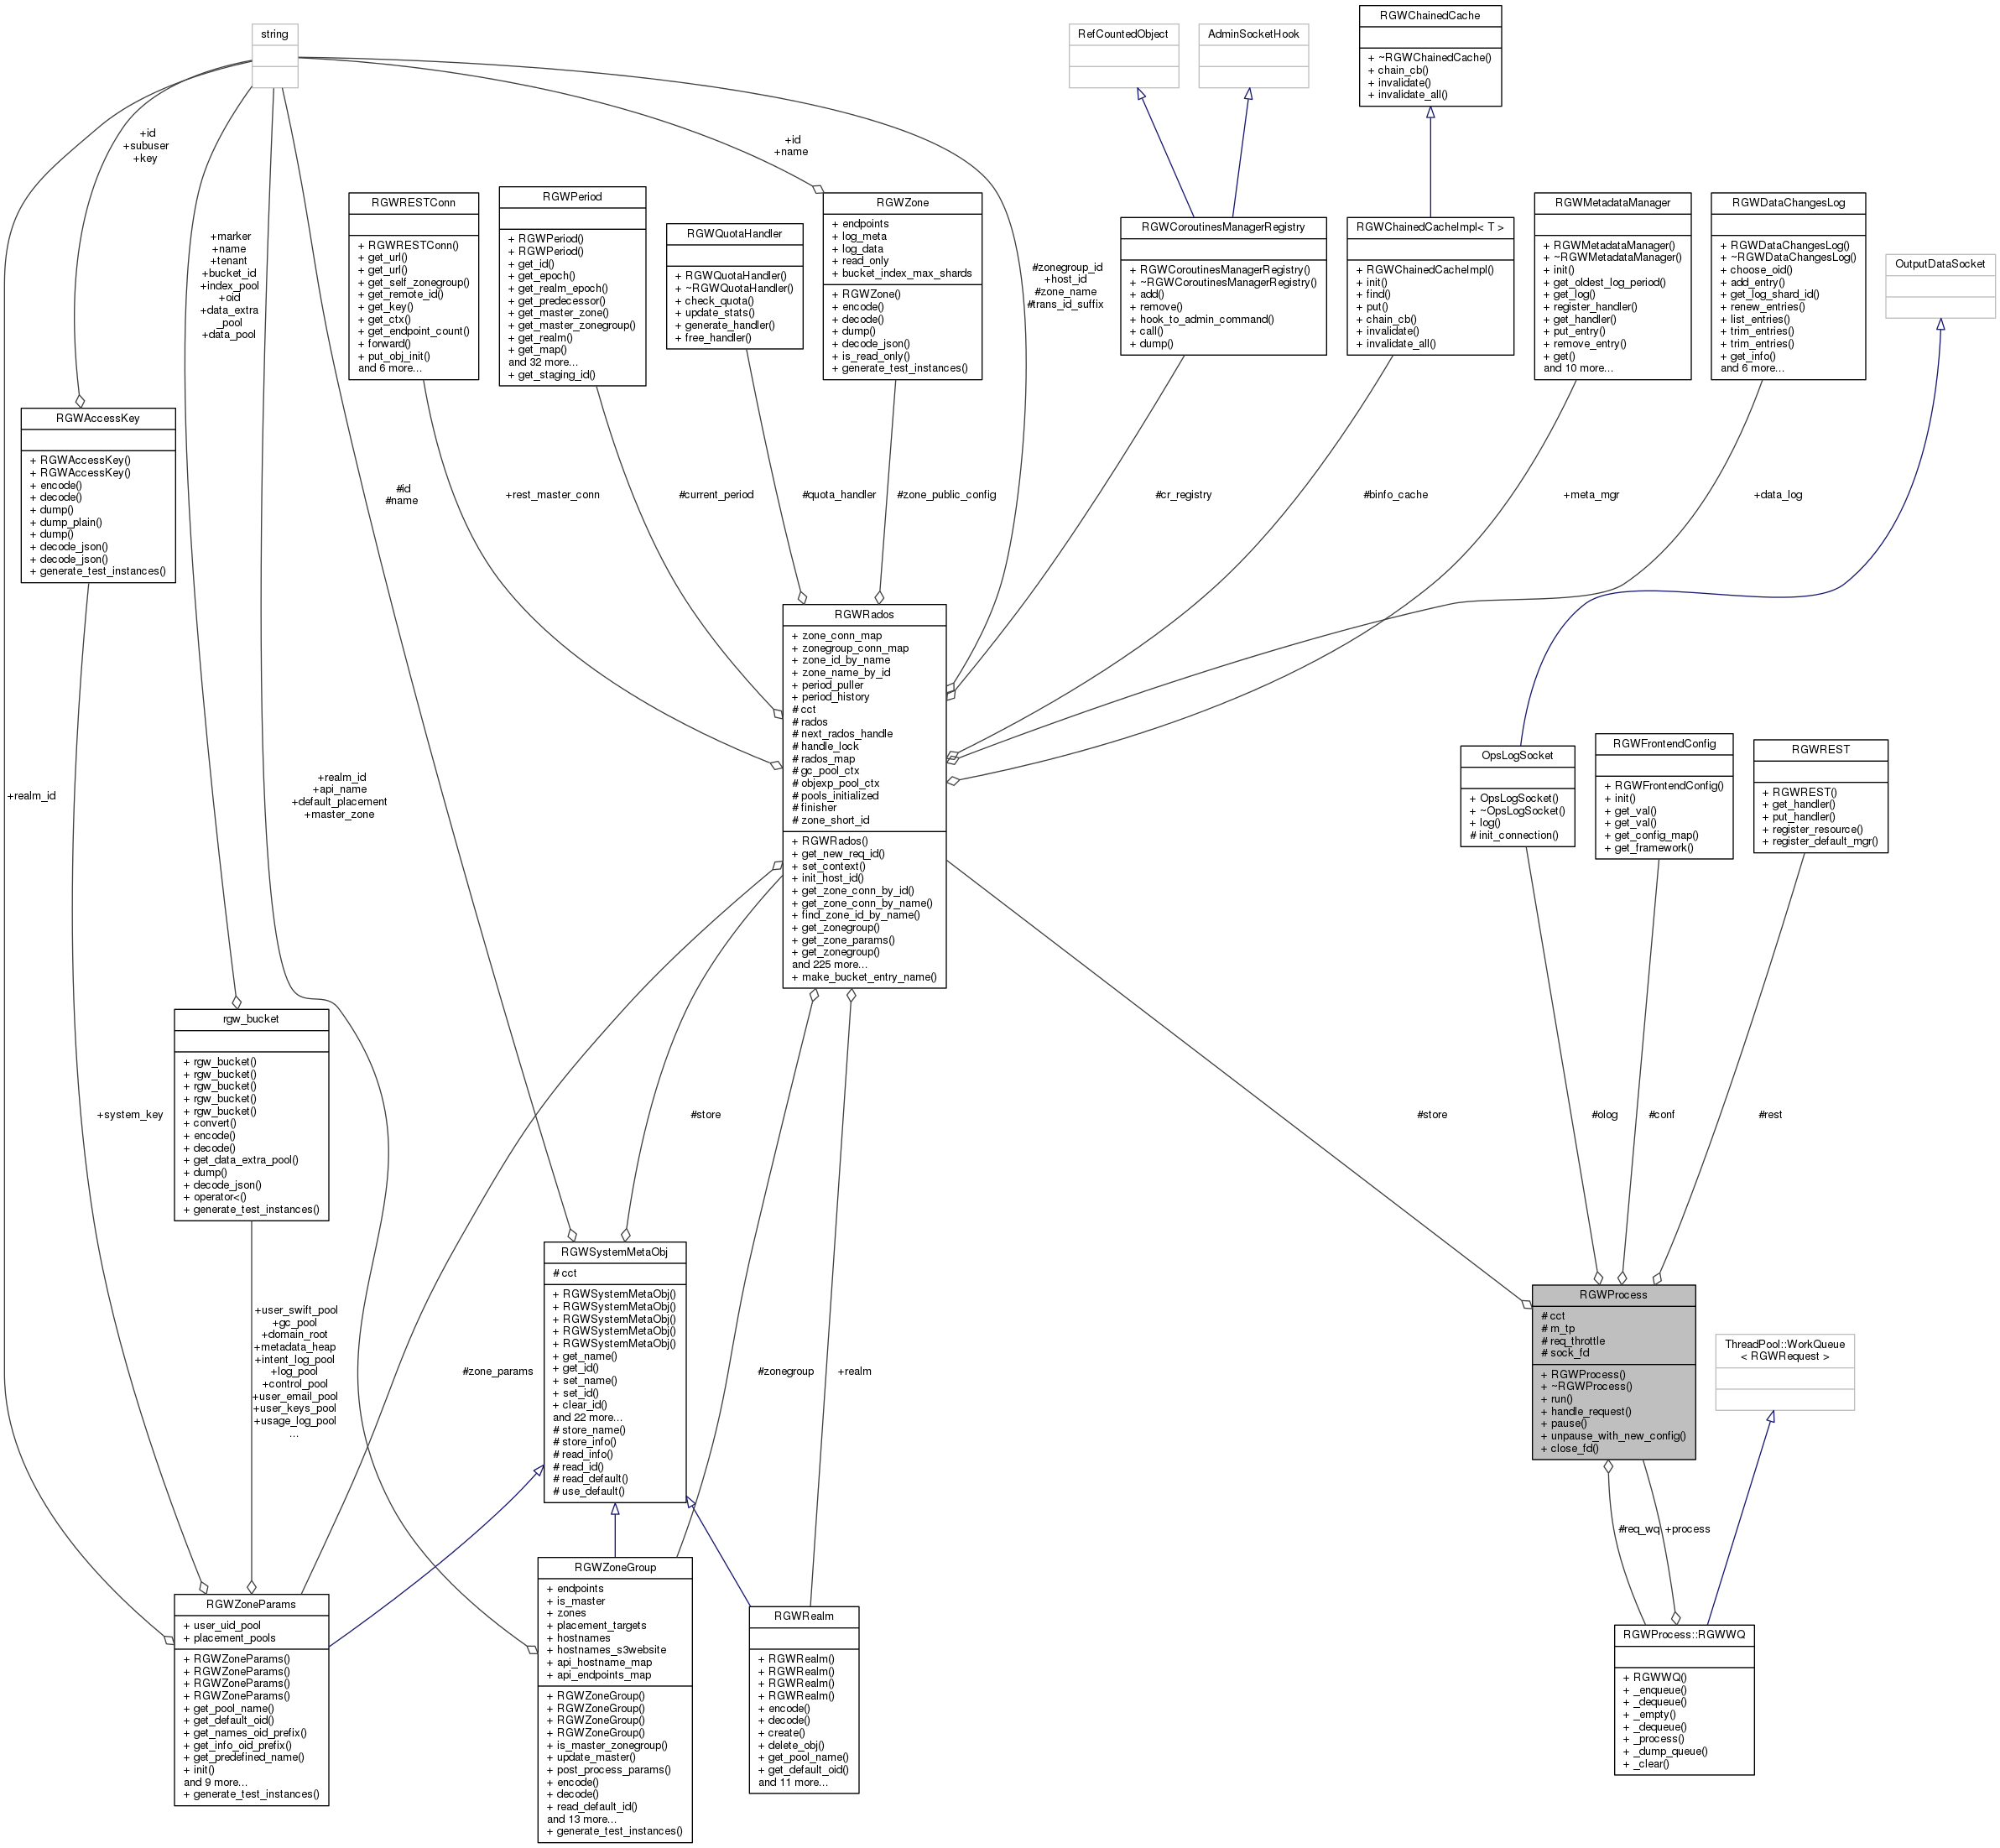 string
RefCountedObject
AdminSocketHook
RGWChainedCache
+ ~RGWChainedCache()
+ chain_cb()
+ invalidate()
+ invalidate_all()
+id
+subuser
+key
+id
+name
+marker
+name
+tenant
+bucket_id
+index_pool
+oid
+data_extra
_pool
+data_pool
RGWRESTConn
+ RGWRESTConn()
+ get_url()
+ get_url()
+ get_self_zonegroup()
+ get_remote_id()
+ get_key()
+ get_ctx()
+ get_endpoint_count()
+ forward()
+ put_obj_init()
and 6 more...
RGWPeriod
+ RGWPeriod()
+ RGWPeriod()
+ get_id()
+ get_epoch()
+ get_realm_epoch()
+ get_predecessor()
+ get_master_zone()
+ get_master_zonegroup()
+ get_realm()
+ get_map()
and 32 more...
+ get_staging_id()
RGWQuotaHandler
+ RGWQuotaHandler()
+ ~RGWQuotaHandler()
+ check_quota()
+ update_stats()
+ generate_handler()
+ free_handler()
RGWZone
+ endpoints
+ log_meta
+ log_data
+ read_only
+ bucket_index_max_shards
+ RGWZone()
+ encode()
+ decode()
+ dump()
+ decode_json()
+ is_read_only()
+ generate_test_instances()
#zonegroup_id
+host_id
#zone_name
#trans_id_suffix
RGWCoroutinesManagerRegistry
+ RGWCoroutinesManagerRegistry()
+ ~RGWCoroutinesManagerRegistry()
+ add()
+ remove()
+ hook_to_admin_command()
+ call()
+ dump()
RGWChainedCacheImpl< T >
+ RGWChainedCacheImpl()
+ init()
+ find()
+ put()
+ chain_cb()
+ invalidate()
+ invalidate_all()
RGWMetadataManager
+ RGWMetadataManager()
+ ~RGWMetadataManager()
+ init()
+ get_oldest_log_period()
+ get_log()
+ register_handler()
+ get_handler()
+ put_entry()
+ remove_entry()
+ get()
and 10 more...
RGWDataChangesLog
+ RGWDataChangesLog()
+ ~RGWDataChangesLog()
+ choose_oid()
+ add_entry()
+ get_log_shard_id()
+ renew_entries()
+ list_entries()
+ trim_entries()
+ trim_entries()
+ get_info()
and 6 more...
OutputDataSocket
RGWAccessKey
+ RGWAccessKey()
+ RGWAccessKey()
+ encode()
+ decode()
+ dump()
+ dump_plain()
+ dump()
+ decode_json()
+ decode_json()
+ generate_test_instances()
#id
#name
+rest_master_conn
#current_period
#quota_handler
#zone_public_config
#cr_registry
#binfo_cache
+meta_mgr
+data_log
RGWRados
+ zone_conn_map
+ zonegroup_conn_map
+ zone_id_by_name
+ zone_name_by_id
+ period_puller
+ period_history
# cct
# rados
# next_rados_handle
# handle_lock
# rados_map
# gc_pool_ctx
# objexp_pool_ctx
# pools_initialized
# finisher
# zone_short_id
+ RGWRados()
+ get_new_req_id()
+ set_context()
+ init_host_id()
+ get_zone_conn_by_id()
+ get_zone_conn_by_name()
+ find_zone_id_by_name()
+ get_zonegroup()
+ get_zone_params()
+ get_zonegroup()
and 225 more...
+ make_bucket_entry_name()
+realm_id
+realm_id
+api_name
+default_placement
+master_zone
OpsLogSocket
+ OpsLogSocket()
+ ~OpsLogSocket()
+ log()
# init_connection()
RGWFrontendConfig
+ RGWFrontendConfig()
+ init()
+ get_val()
+ get_val()
+ get_config_map()
+ get_framework()
RGWREST
+ RGWREST()
+ get_handler()
+ put_handler()
+ register_resource()
+ register_default_mgr()
rgw_bucket
+ rgw_bucket()
+ rgw_bucket()
+ rgw_bucket()
+ rgw_bucket()
+ rgw_bucket()
+ convert()
+ encode()
+ decode()
+ get_data_extra_pool()
+ dump()
+ decode_json()
+ operator<()
+ generate_test_instances()
+system_key
#store
#store
#olog
#conf
#rest
RGWSystemMetaObj
# cct
+ RGWSystemMetaObj()
+ RGWSystemMetaObj()
+ RGWSystemMetaObj()
+ RGWSystemMetaObj()
+ RGWSystemMetaObj()
+ get_name()
+ get_id()
+ set_name()
+ set_id()
+ clear_id()
and 22 more...
# store_name()
# store_info()
# read_info()
# read_id()
# read_default()
# use_default()
+user_swift_pool
+gc_pool
+domain_root
+metadata_heap
+intent_log_pool
+log_pool
+control_pool
+user_email_pool
+user_keys_pool
+usage_log_pool
...
#zone_params
#zonegroup
+realm
RGWProcess
# cct
# m_tp
# req_throttle
# sock_fd
+ RGWProcess()
+ ~RGWProcess()
+ run()
+ handle_request()
+ pause()
+ unpause_with_new_config()
+ close_fd()
ThreadPool::WorkQueue
< RGWRequest >
#req_wq
+process
RGWZoneParams
+ user_uid_pool
+ placement_pools
+ RGWZoneParams()
+ RGWZoneParams()
+ RGWZoneParams()
+ RGWZoneParams()
+ get_pool_name()
+ get_default_oid()
+ get_names_oid_prefix()
+ get_info_oid_prefix()
+ get_predefined_name()
+ init()
and 9 more...
+ generate_test_instances()
RGWZoneGroup
+ endpoints
+ is_master
+ zones
+ placement_targets
+ hostnames
+ hostnames_s3website
+ api_hostname_map
+ api_endpoints_map
+ RGWZoneGroup()
+ RGWZoneGroup()
+ RGWZoneGroup()
+ RGWZoneGroup()
+ is_master_zonegroup()
+ update_master()
+ post_process_params()
+ encode()
+ decode()
+ read_default_id()
and 13 more...
+ generate_test_instances()
RGWRealm
+ RGWRealm()
+ RGWRealm()
+ RGWRealm()
+ RGWRealm()
+ encode()
+ decode()
+ create()
+ delete_obj()
+ get_pool_name()
+ get_default_oid()
and 11 more...
RGWProcess::RGWWQ
+ RGWWQ()
+ _enqueue()
+ _dequeue()
+ _empty()
+ _dequeue()
+ _process()
+ _dump_queue()
+ _clear()